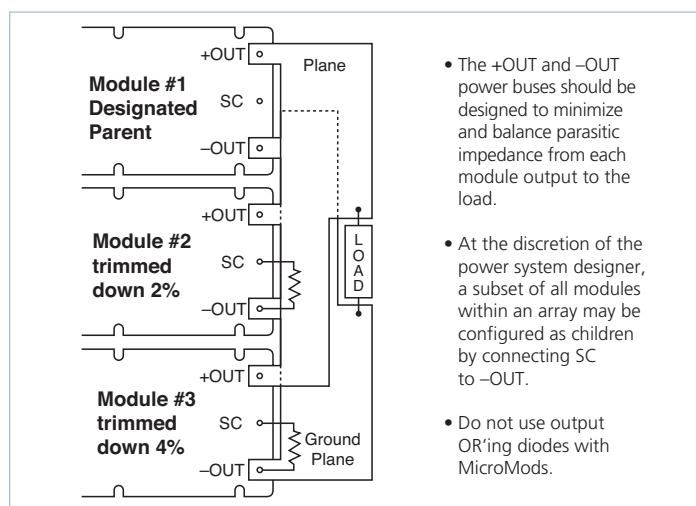 +OUT
Plane
Module #1
Designated
Parent
SC
–OUT
+OUT
Module #2
trimmed
down 2%
SC
–OUT
L
O
A
D
+OUT
Module #3
trimmed
down 4%
SC
Ground
Plane
–OUT
• The +OUT and –OUT
power buses should be
designed to minimize
and balance parasitic
impedance from each
module output to the
load.
• At the discretion of the
power system designer,
a subset of all modules
within an array may be
configured as children
by connecting SC
to –OUT.
• Do not use output
OR'ing diodes with
MicroMods.